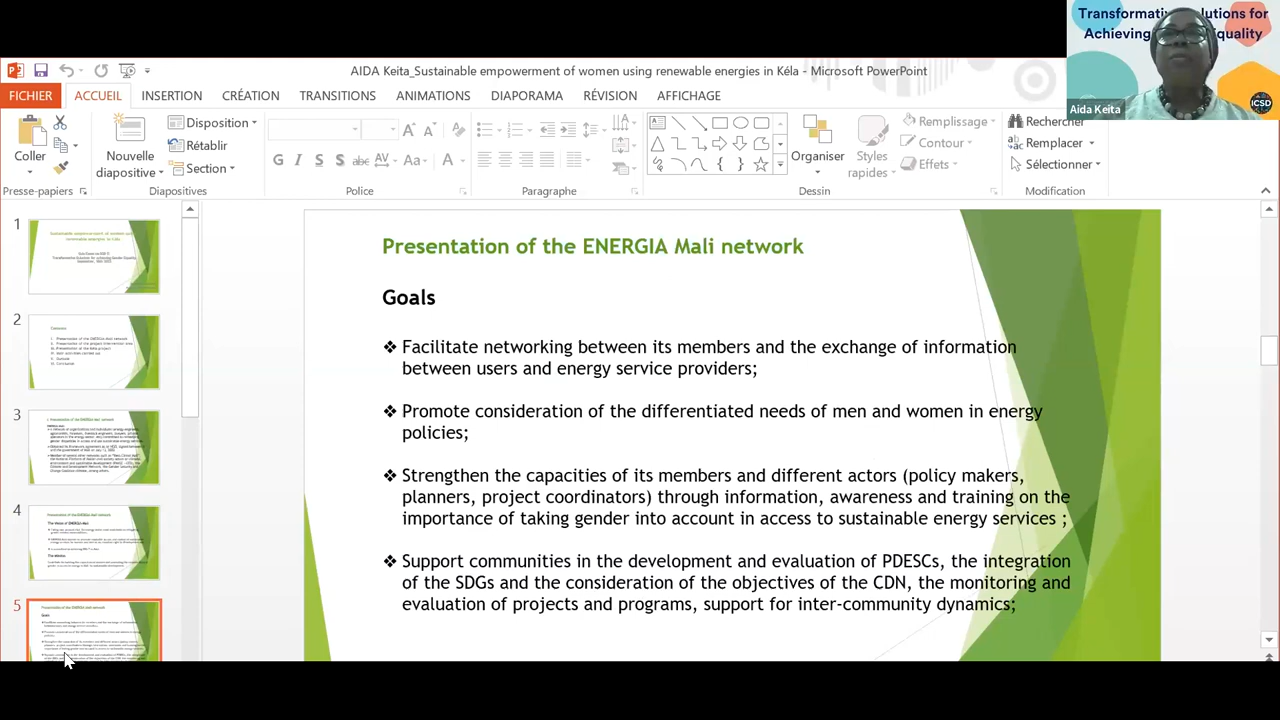 Transformative Solutions for
Achieving Equality
Aida Keita
ICSD
AIDA Keita_Sustainable empowerment of women using renewable energies in Kéla - Microsoft PowerPoint
FICHIER ACCUEIL INSERTION CRÉATION TRANSITIONS ANIMATIONS DIAPORAMA RÉVISION AFFICHAGE
Coller
Nouvelle
diapositive
Disposition
Rétablir
Section
Organiser
Styles
rapides
Remplissage
Contour
Effets
Rechercher
Remplacer
Sélectionner
Presse-papiers Diapositives Police Paragraphe Dessin Modification
1
2
3
4
5
Presentation of the ENERGIA Mali network
Goals
❖ Facilitate networking between its members or the exchange of information
between users and energy service providers;
❖ Promote consideration of the differentiated needs of men and women in energy
policies;
❖ Strengthen the capacities of its members and different actors (policy makers,
planners, project coordinators) through information, awareness and training on the
importance of taking gender into account in access to sustainable energy services ;
❖ Support communities in the development and evaluation of PDESCs, the integration
of the SDGs and the consideration of the objectives of the CDN, the monitoring and
evaluation of projects and programs, support for inter-community dynamics;